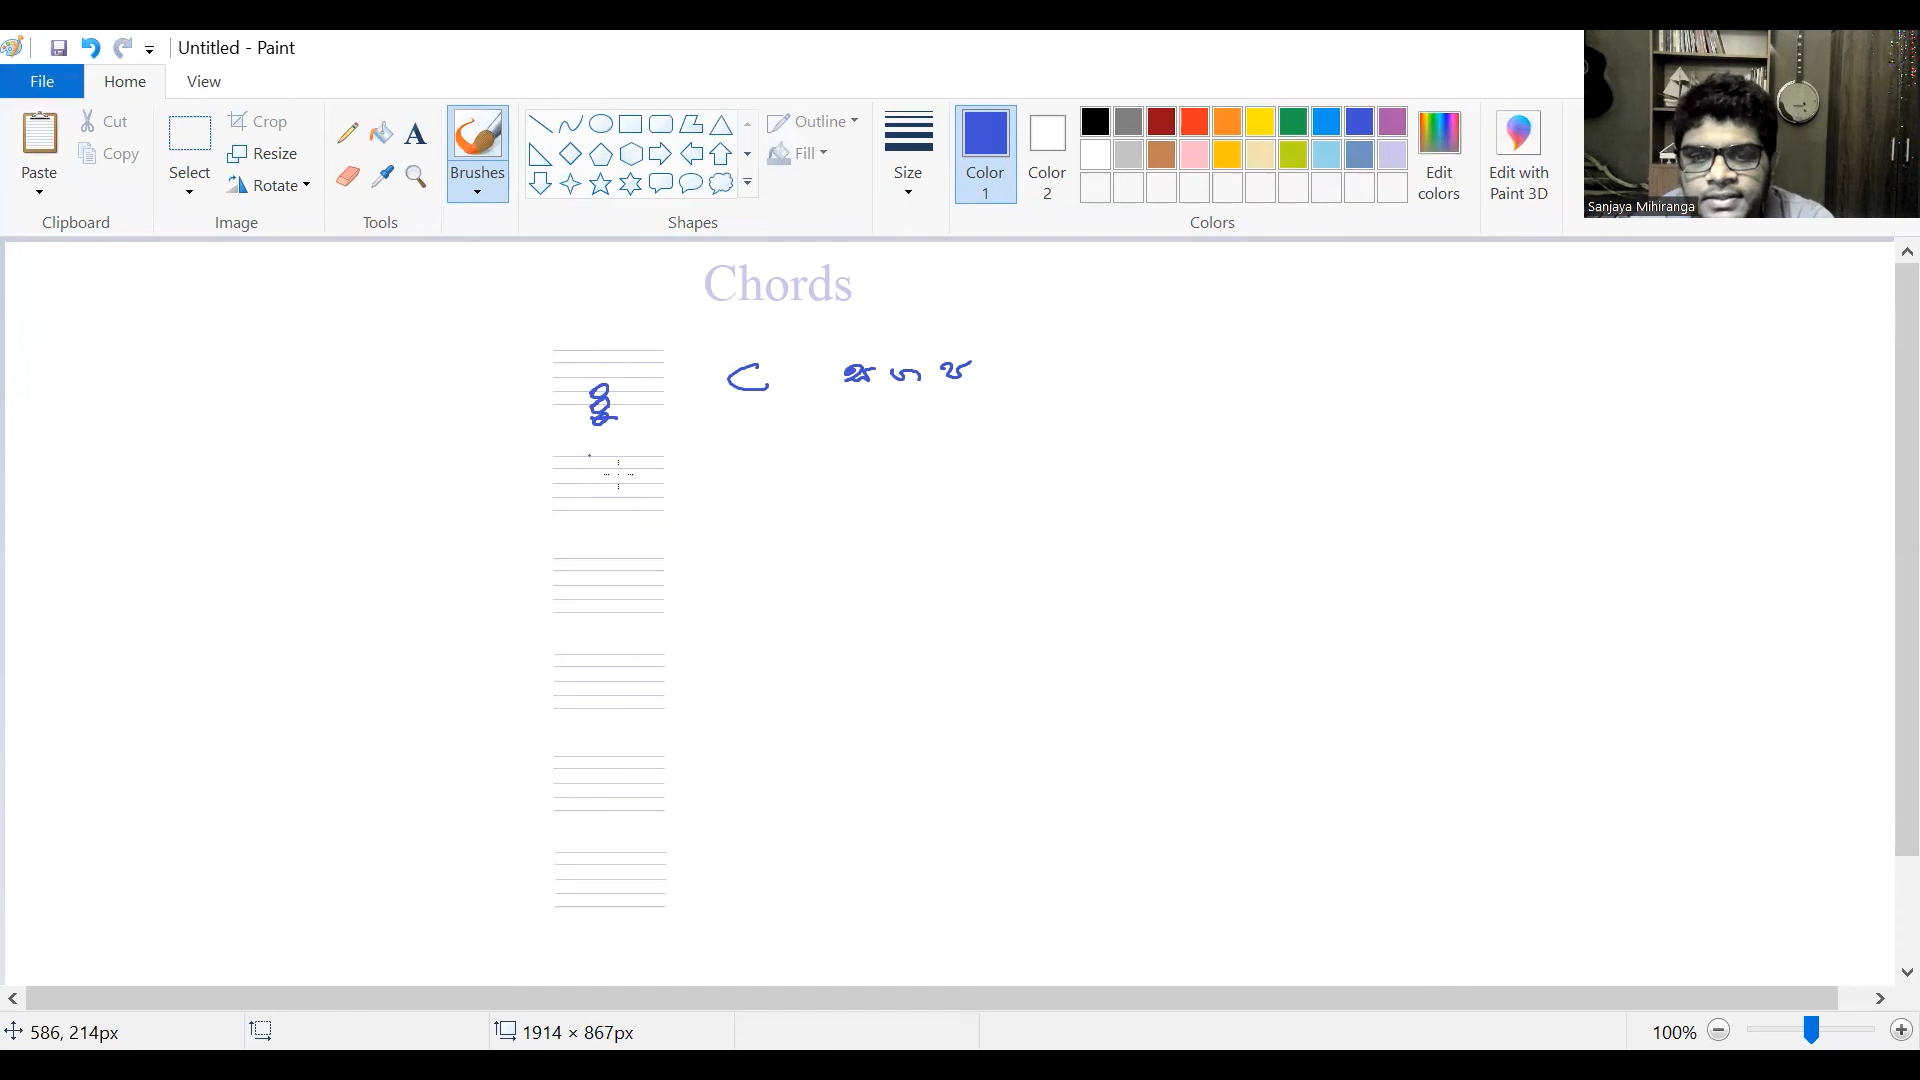 Untitled - Paint
File Home View
Paste
Cut
Copy
Clipboard
Select
Crop
Resize
Rotate
Image
Tools
Brushes
Shapes
Outline
Fill
Size
Color 1
Color 2
Colors
Edit colors
Edit with Paint 3D
Sanjaya Mihiranga
Chords
C
586, 214px
1914 × 867px
100%